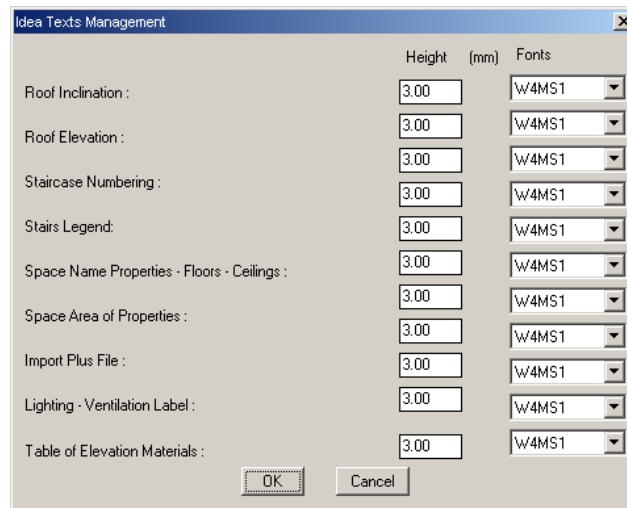 Idea Texts Management
Height (mm) Fonts
Roof Inclination : 3.00 W4MS1
3.00 W4MS1
Roof Elevation :
3.00 W4MS1
Staircase Numbering :
3.00 W4MS1
Stairs Legend: 3.00 W4MS1
3.00 W4MS1
Space Name Properties - Floors - Ceilings :
3.00 W4MS1
Space Area of Properties :
3.00 W4MS1
Import Plus File : 3.00 W4MS1
Lighting - Ventilation Label : 3.00 W4MS1
Table of Elevation Materials : 3.00 W4MS1
OK Cancel